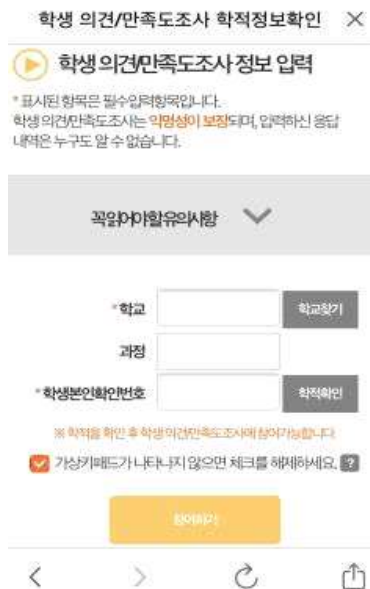 학생 의견/만족도조사 학적정보확인
학생 의견/만족도조사 정보 입력
* 표시된 항목은 필수입력항목입니다.
학생 의견/만족도조사는 익명성이 보장되며, 입력하신 응답
내역은 누구도 알 수 없습니다.
꼭읽어야할유의사항
*학교
학교찾기
과정
*학생본인확인번호
학적확인
※ 학적을 확인 후 학생 의견/만족도조사에 참여가능합니다.
가상키패드가 나타나지 않으면 체크를 해제하세요. ?
참여하기